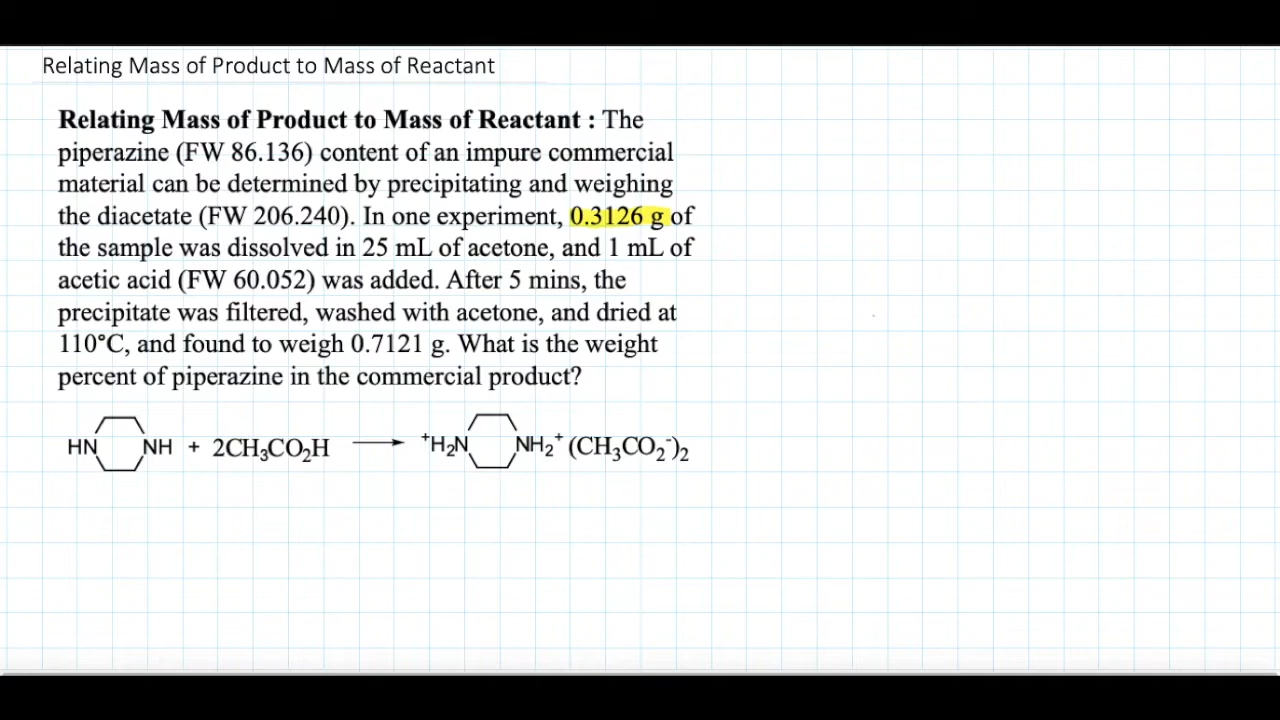 Relating Mass of Product to Mass of Reactant
Relating Mass of Product to Mass of Reactant : The
piperazine (FW 86.136) content of an impure commercial
material can be determined by precipitating and weighing
the diacetate (FW 206.240). In one experiment, 0.3126 g of
the sample was dissolved in 25 mL of acetone, and 1 mL of
acetic acid (FW 60.052) was added. After 5 mins, the
precipitate was filtered, washed with acetone, and dried at
110°C, and found to weigh 0.7121 g. What is the weight
percent of piperazine in the commercial product?
HN NH + 2CH₃CO₂H ⟶ ⁺H₂N NH₂⁺ (CH₃CO₂⁻)₂